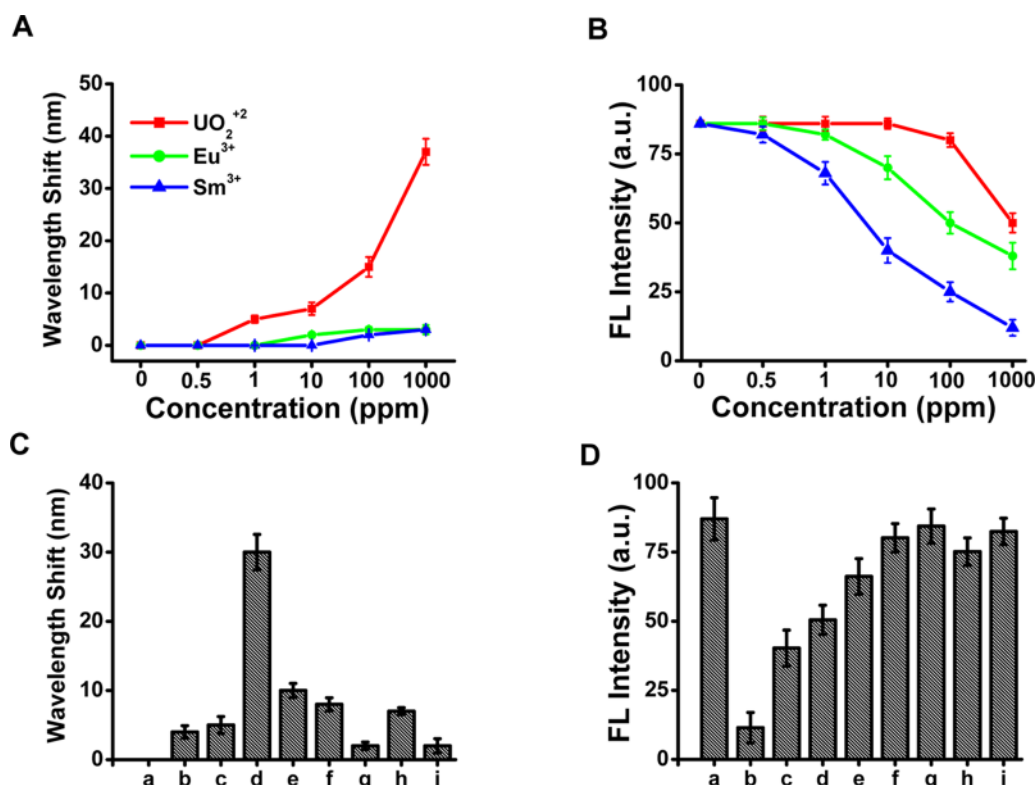 A
Wavelength Shift (nm)
50
40
30
20
10
0
UO₂⁺²
Eu³⁺
Sm³⁺
0 0.5 1 10 100 1000
Concentration (ppm)
B
FL Intensity (a.u.)
100
75
50
25
0
0 0.5 1 10 100 1000
Concentration (ppm)
C
Wavelength Shift (nm)
40
30
20
10
0
a b c d e f g h i
D
FL Intensity (a.u.)
100
75
50
25
0
a b c d e f g h i